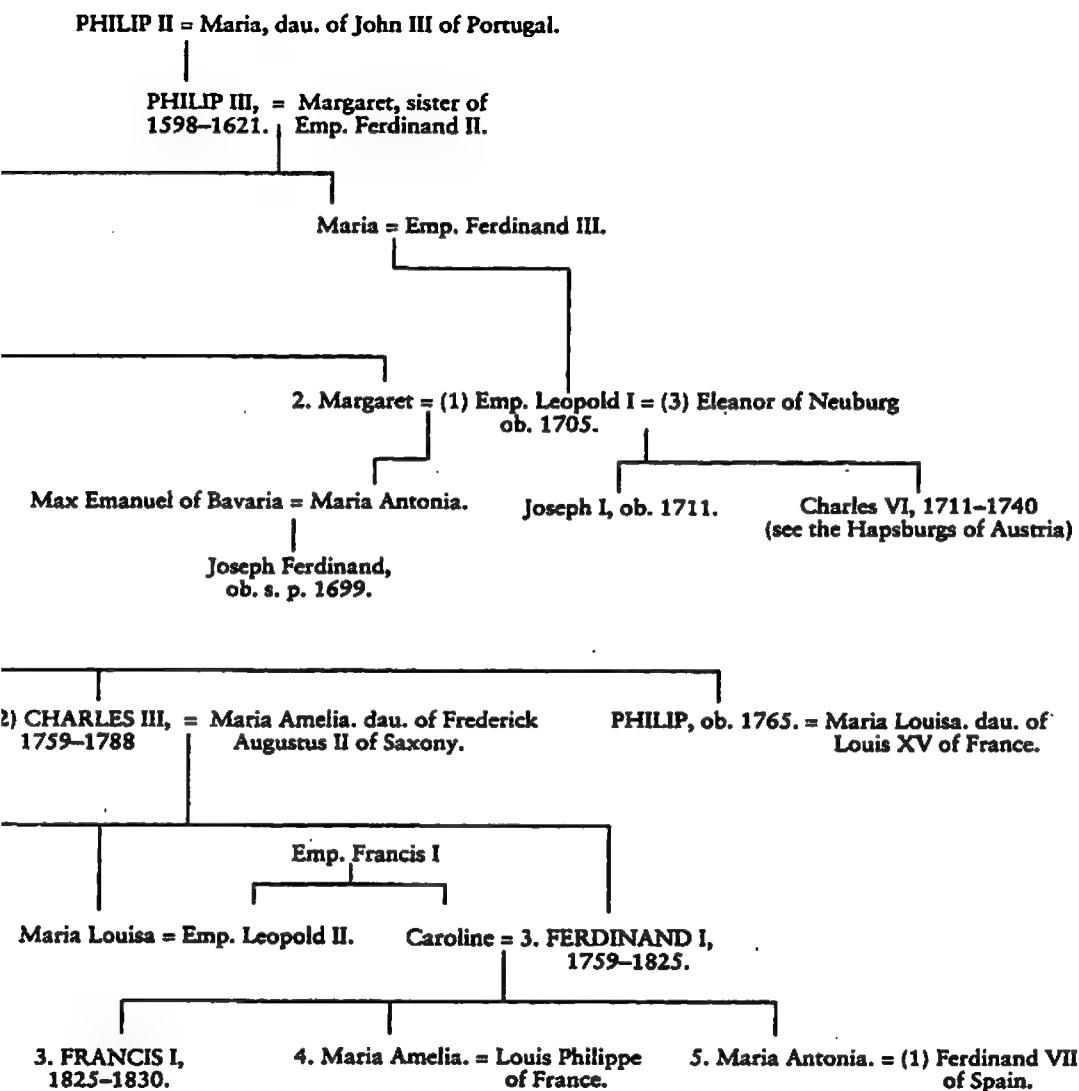 PHILIP II = Maria, dau. of John III of Portugal.
PHILIP III, = Margaret, sister of
1598–1621. Emp. Ferdinand II.
Maria = Emp. Ferdinand III.
2. Margaret = (1) Emp. Leopold I = (3) Eleanor of Neuburg
ob. 1705.
Max Emanuel of Bavaria = Maria Antonia.
Joseph I, ob. 1711.
Charles VI, 1711–1740
(see the Hapsburgs of Austria)
Joseph Ferdinand,
ob. s. p. 1699.
2) CHARLES III, = Maria Amelia. dau. of Frederick
1759–1788 Augustus II of Saxony.
PHILIP, ob. 1765. = Maria Louisa. dau. of
Louis XV of France.
Emp. Francis I
Maria Louisa = Emp. Leopold II.
Caroline = 3. FERDINAND I,
1759–1825.
3. FRANCIS I,
1825–1830.
4. Maria Amelia. = Louis Philippe
of France.
5. Maria Antonia. = (1) Ferdinand VII
of Spain.